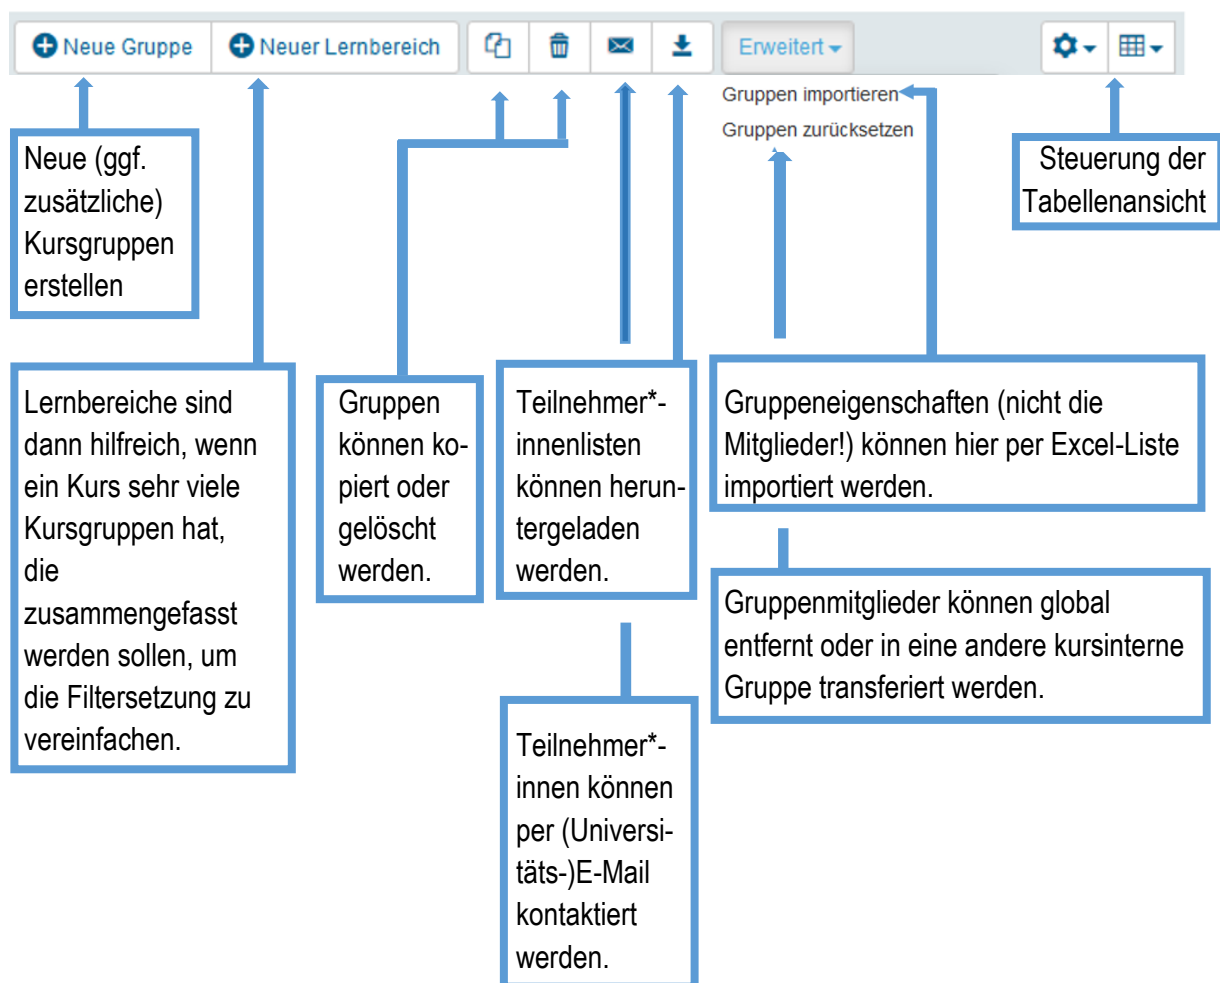 Neue Gruppe
Neuer Lernbereich
Erweitert
Gruppen importieren
Gruppen zurücksetzen
Neue (ggf.
zusätzliche)
Kursgruppen
erstellen
Steuerung der
Tabellenansicht
Lernbereiche sind
dann hilfreich, wenn
ein Kurs sehr viele
Kursgruppen hat,
die
zusammengefasst
werden sollen, um
die Filtersetzung zu
vereinfachen.
Gruppen
können ko-
piert oder
gelöscht
werden.
Teilnehmer*-
innenlisten
können herun-
tergeladen
werden.
Gruppeneigenschaften (nicht die
Mitglieder!) können hier per Excel-Liste
importiert werden.
Gruppenmitglieder können global
entfernt oder in eine andere kursinterne
Gruppe transferiert werden.
Teilnehmer*-
innen können
per (Universi-
täts-)E-Mail
kontaktiert
werden.